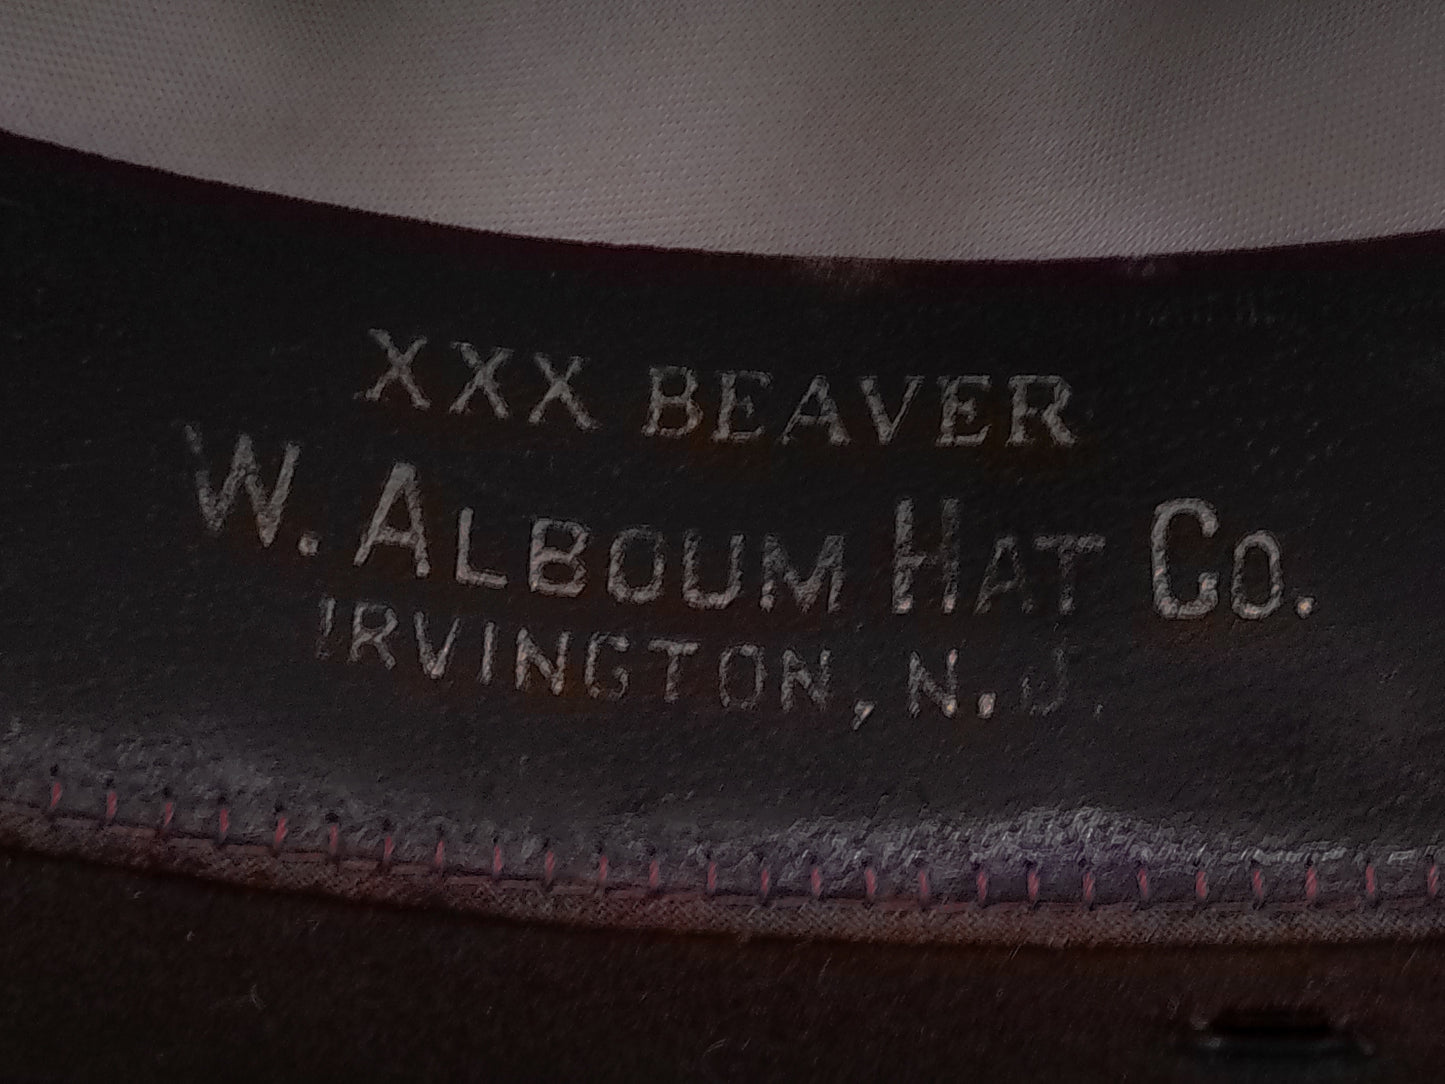 XXX BEAVER
W. ALBOUM HAT CO.
IRVINGTON, N.J.